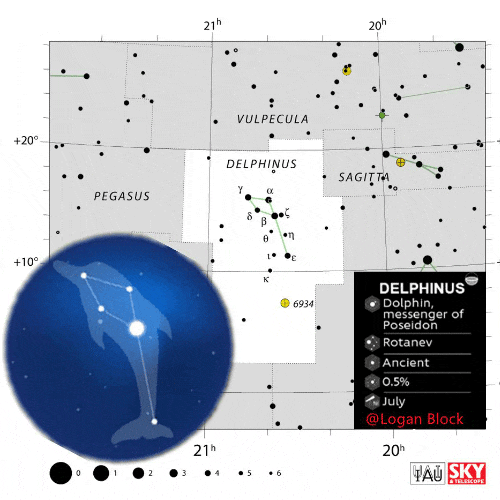 21h 20h
VULPECULA
+20°
DELPHINUS
SAGITTA
γ α
PEGASUS
δ β ζ
θ η
ι ε
+10°
κ
6934
DELPHINUS
Dolphin,
messenger of
Poseidon
Rotanev
Ancient
0.5%
July
@Logan Block
21h 20h
0 1 2 3 4 5 6
IAU
SKY
& TELESCOPE